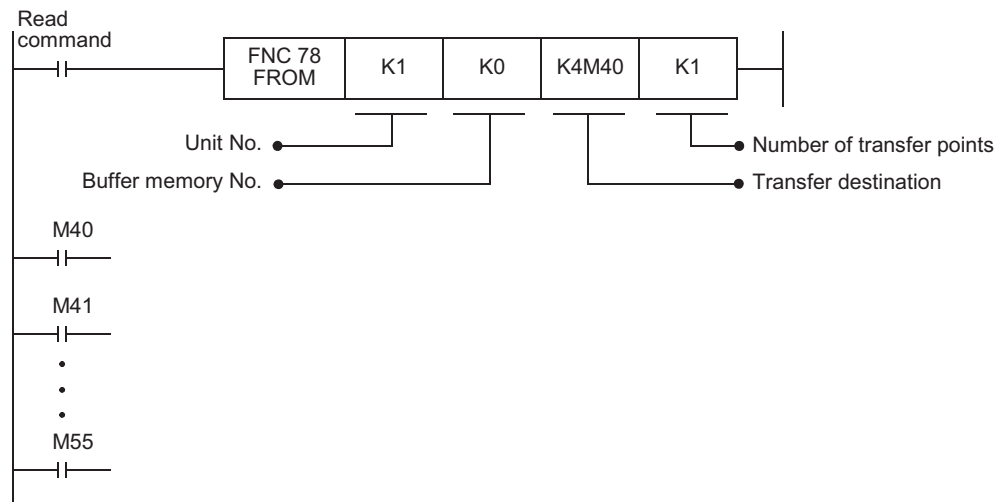 Read
command
FNC 78
FROM
K1
K0
K4M40
K1
Unit No.
Number of transfer points
Buffer memory No.
Transfer destination
M40
M41
M55